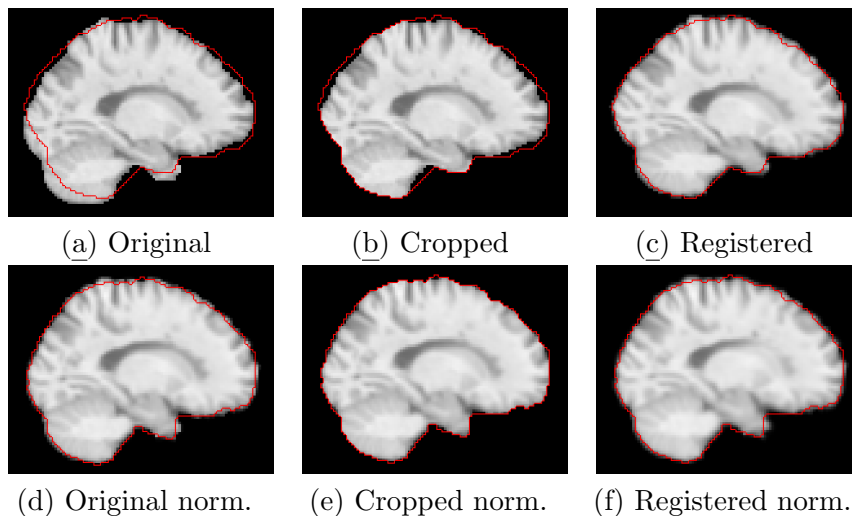 (a) Original
(b) Cropped
(c) Registered
(d) Original norm.
(e) Cropped norm.
(f) Registered norm.